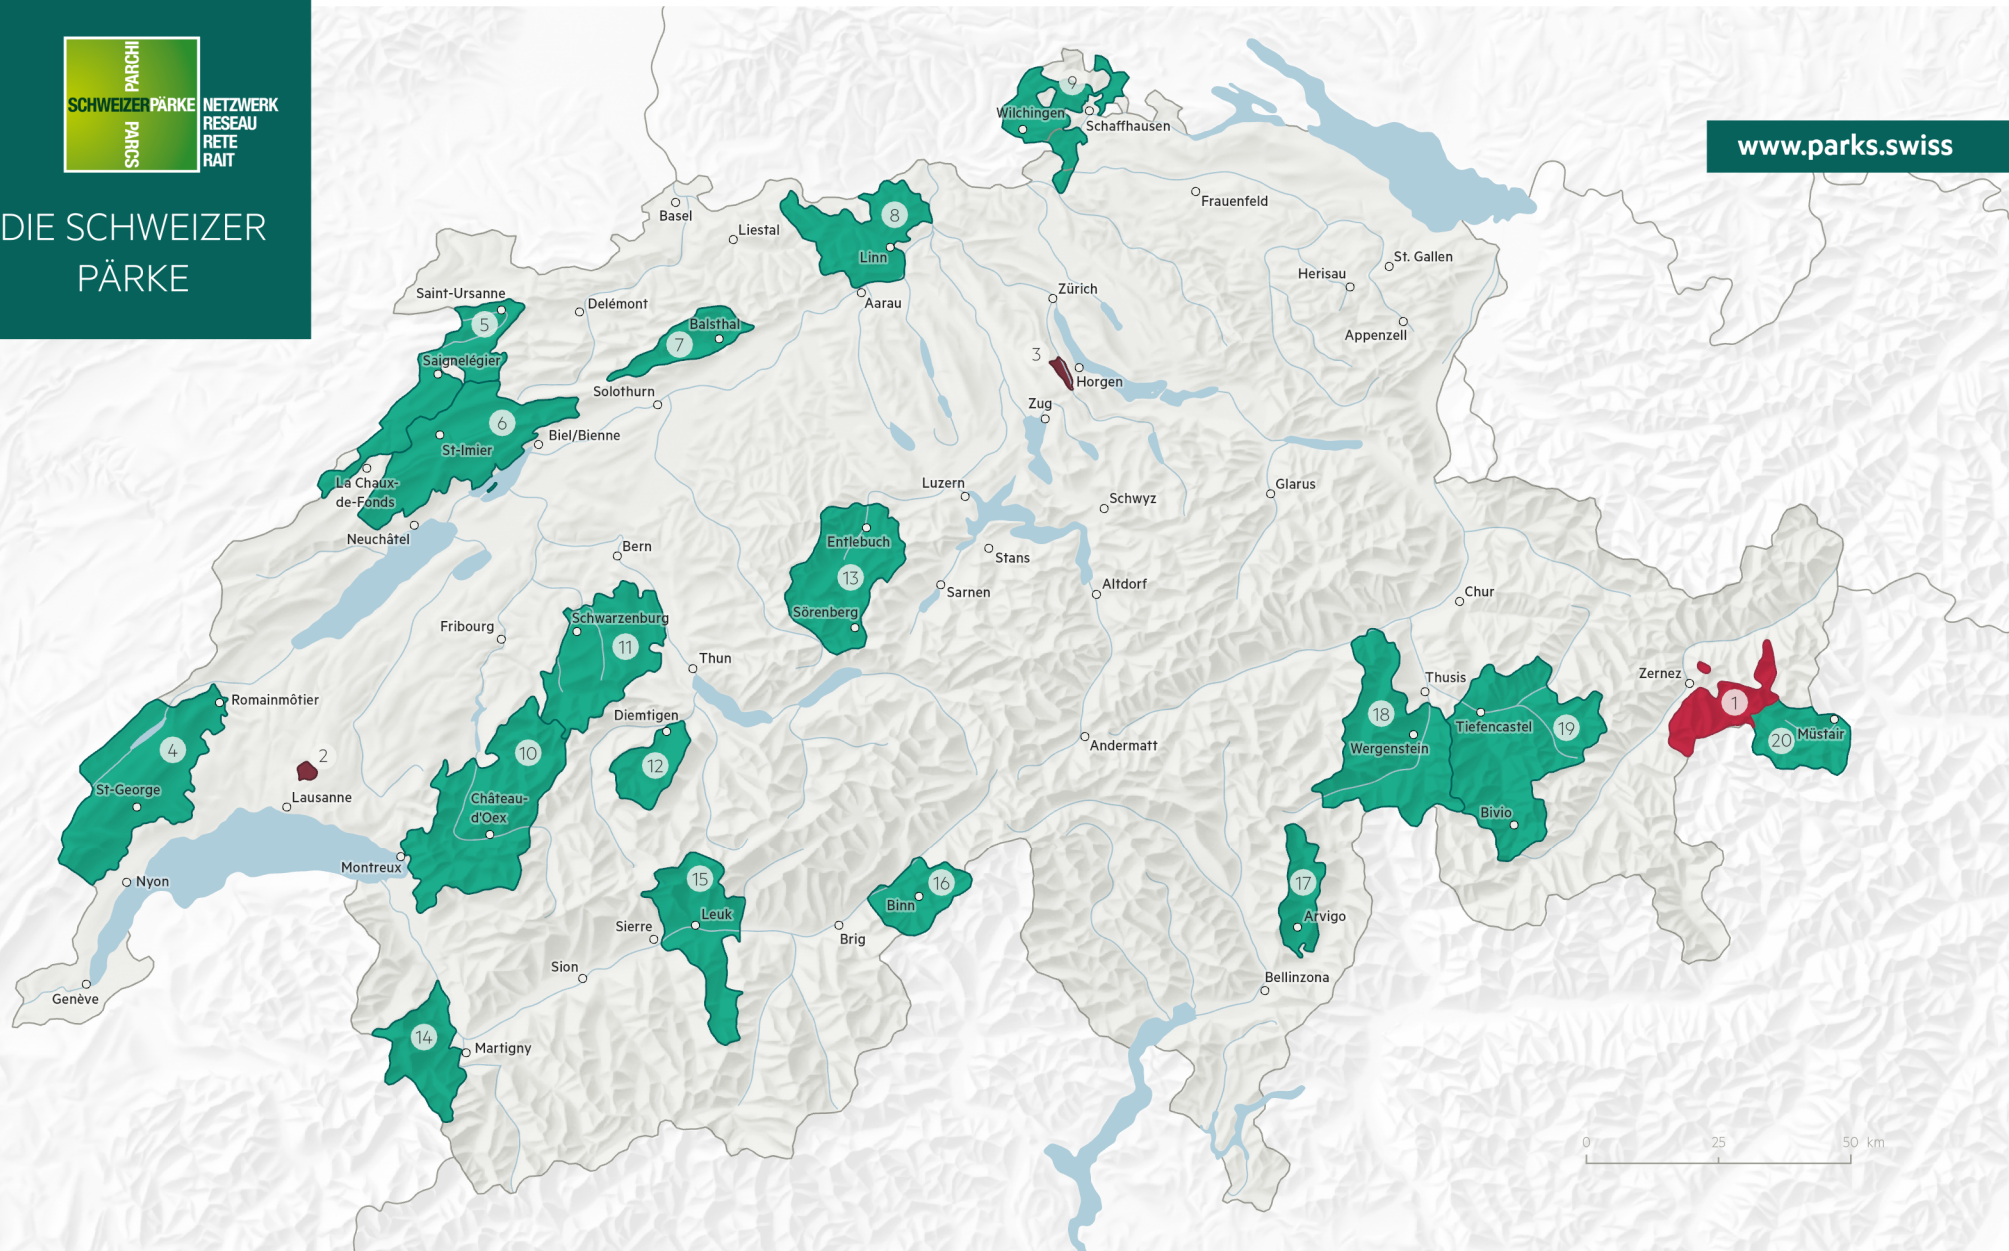 PARCHI
SCHWEIZERPÄRKE
PARCS
NETZWERK
RESEAU
RETE
RAIT
DIE SCHWEIZER
PÄRKE
www.parks.swiss
9
Wilchingen
Schaffhausen
Frauenfeld
Basel
Liestal
8
Linn
Aarau
St. Gallen
Herisau
Appenzell
Zürich
Saint-Ursanne
5
Delémont
Balsthal
7
Saignelégier
Solothurn
3
Horgen
Zug
6
St-Imier
Biel/Bienne
La Chaux-
de-Fonds
Neuchâtel
Luzern
Schwyz
Glarus
Bern
Entlebuch
13
Sörenberg
Stans
Sarnen
Altdorf
Chur
Fribourg
Schwarzenburg
11
Thun
Zernez
Thusis
Romainmôtier
4
St-George
2
Lausanne
Diemtigen
12
10
Château-
d'Oex
Montreux
Nyon
Genève
Andermatt
18
Wergenstein
Tiefencastel
19
Bivio
1
20
Müstair
15
Leuk
Sierre
Sion
16
Binn
Brig
17
Arvigo
Bellinzona
14
Martigny
0 25 50 km